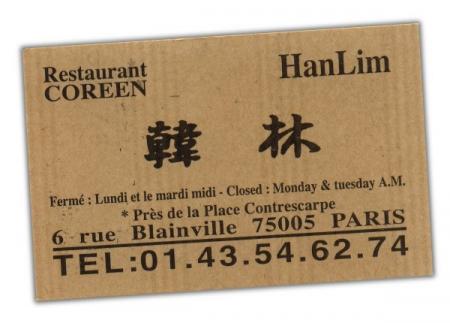 Restaurant HanLim
COREEN
韓 林
Fermé : Lundi et le mardi midi - Closed : Monday & tuesday A.M.
* Près de la Place Contrescarpe
6 rue Blainville 75005 PARIS
TEL:01.43.54.62.74